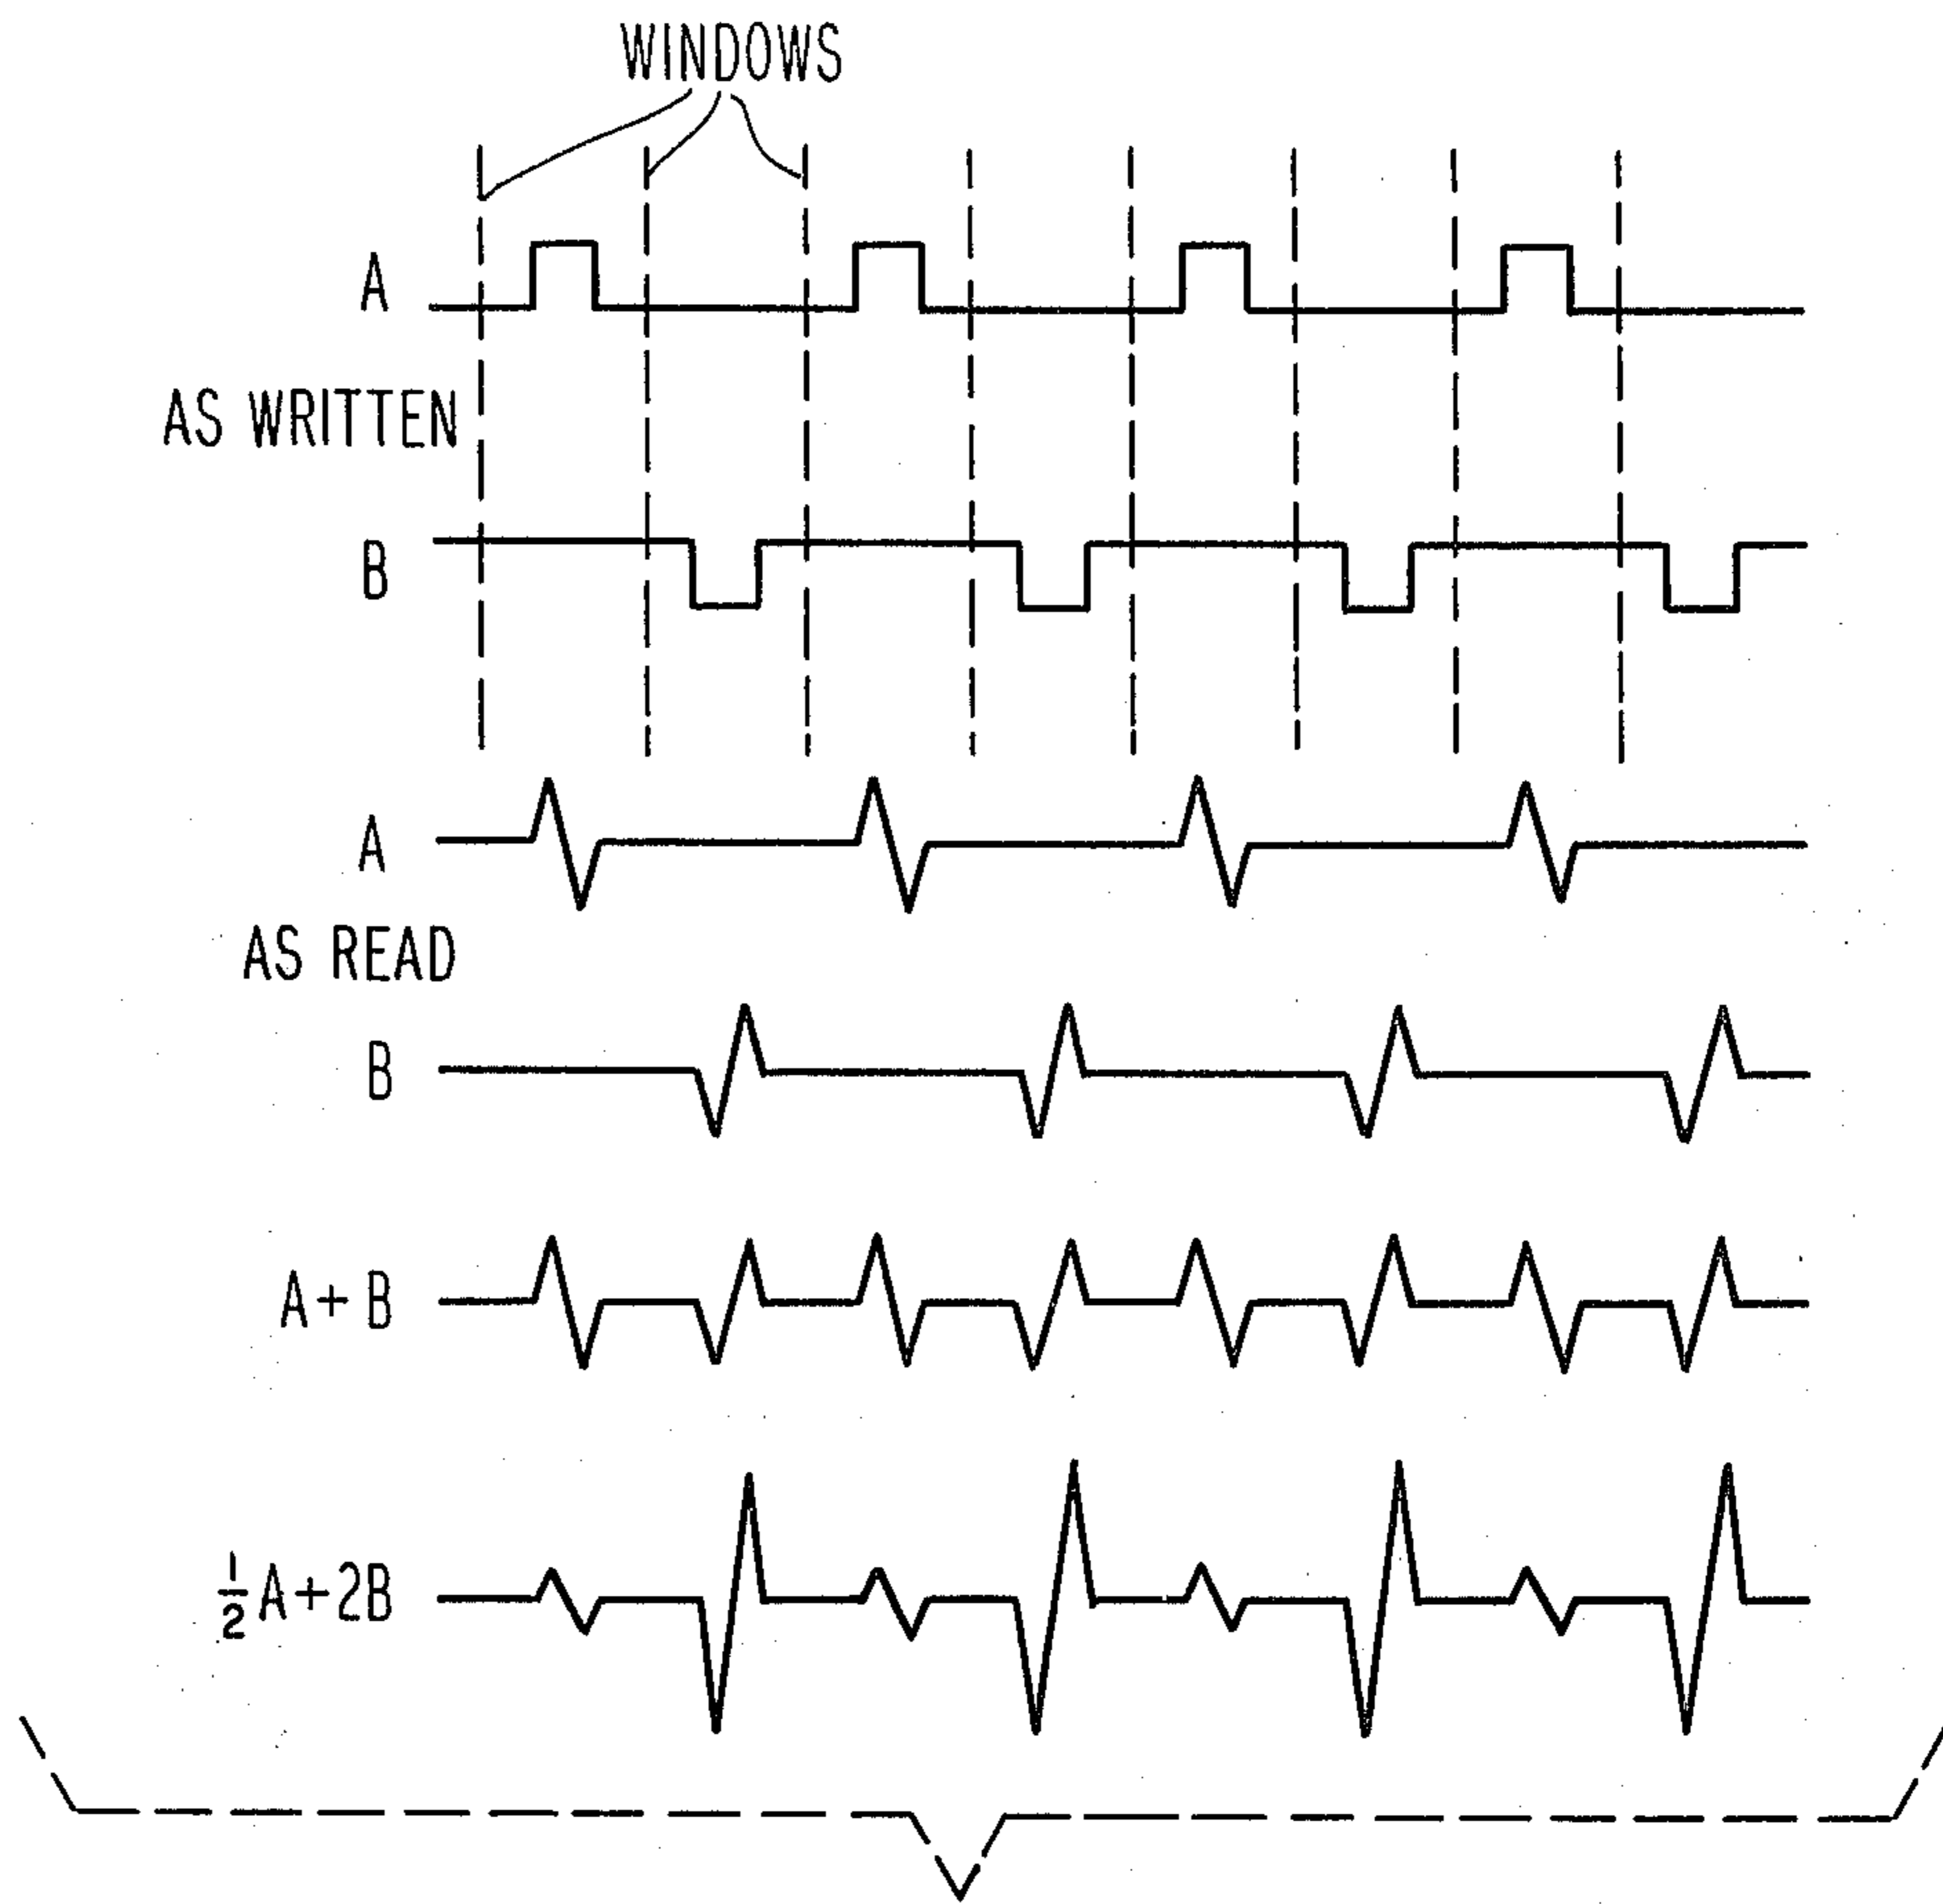 WINDOWS
A
AS WRITTEN
B
A
AS READ
B
A+B
½A+2B